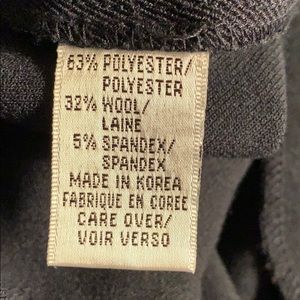 63% POLYESTER/
POLYESTER
32% WOOL/
LAINE
5% SPANDEX/
SPANDEX
MADE IN KOREA
FABRIQUE EN COREE
CARE OVER/
VOIR VERSO